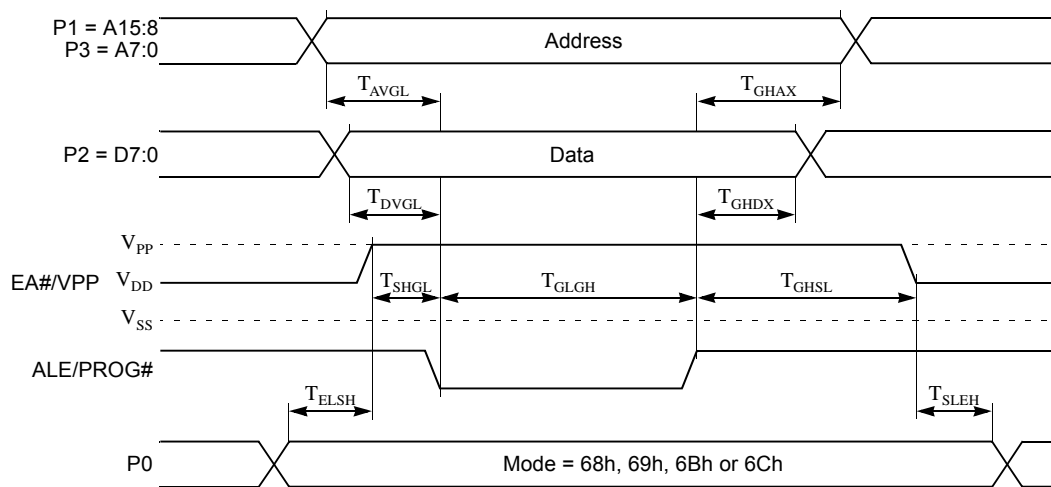 P1 = A15:8
P3 = A7:0
Address
TAVGL
TGHAX
P2 = D7:0
Data
TDVGL
TGHDX
VPP
EA#/VPP
VDD
TSHGL
TGLGH
TGHSL
VSS
ALE/PROG#
TELSH
TSLEH
P0
Mode = 68h, 69h, 6Bh or 6Ch